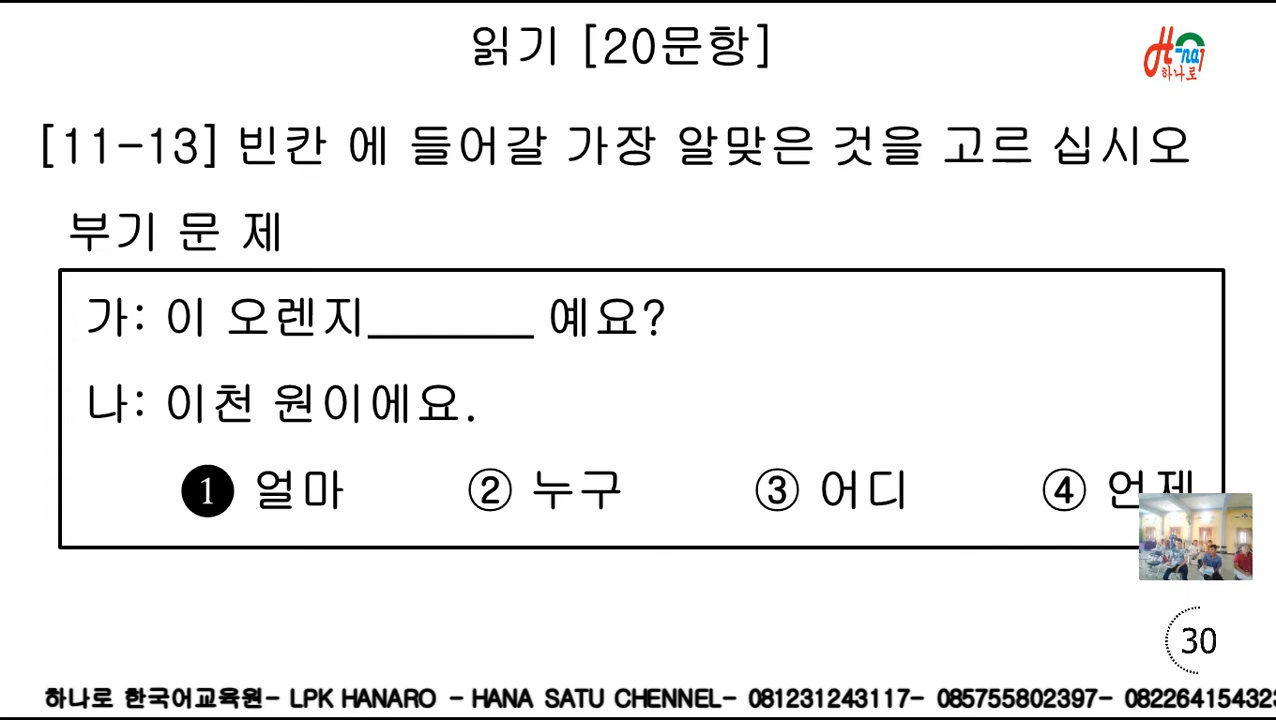 읽기 [20문항]
H-na1
하나로
[11-13] 빈칸 에 들어갈 가장 알맞은 것을 고르 십시오
부기 문 제
가: 이 오렌지______ 예요?
나: 이천 원이에요.
❶ 얼마 ② 누구 ③ 어디 ④ 언제
30
하나로 한국어교육원- LPK HANARO - HANA SATU CHENNEL- 081231243117- 085755802397- 082264154323